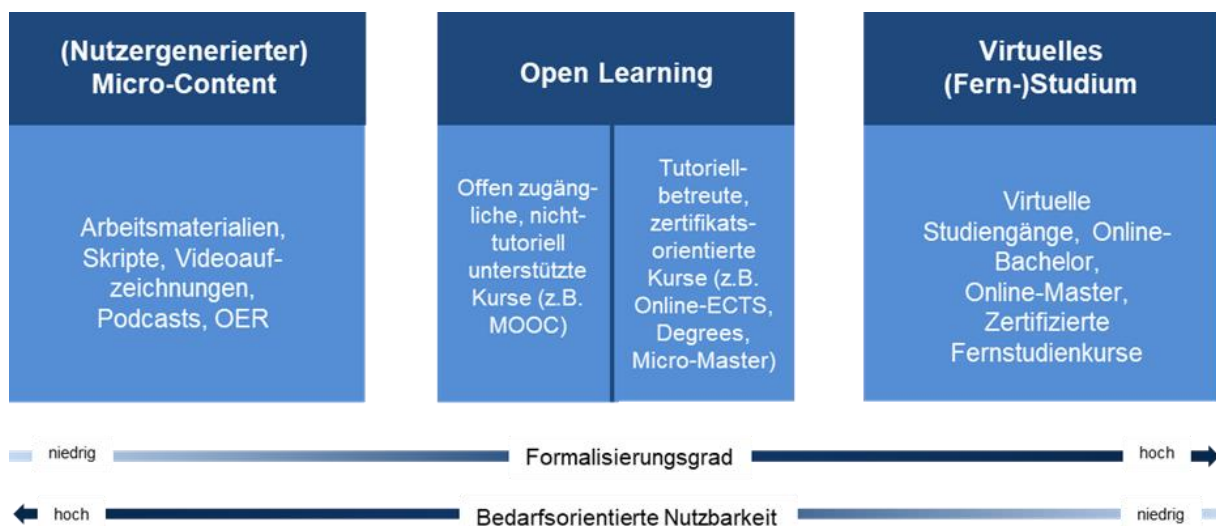 (Nutzergenerierter)
Micro-Content
Arbeitsmaterialien,
Skripte, Videoauf-
zeichnungen,
Podcasts, OER
Open Learning
Offen zugäng-
liche, nicht-
tutoriell
unterstützte
Kurse (z.B.
MOOC)
Tutoriell-
betreute,
zertifikats-
orientierte
Kurse (z.B.
Online-ECTS,
Degrees,
Micro-Master)
Virtuelles
(Fern-)Studium
Virtuelle
Studiengänge, Online-
Bachelor,
Online-Master,
Zertifizierte
Fernstudienkurse
niedrig Formalisierungsgrad hoch
hoch Bedarfsorientierte Nutzbarkeit niedrig